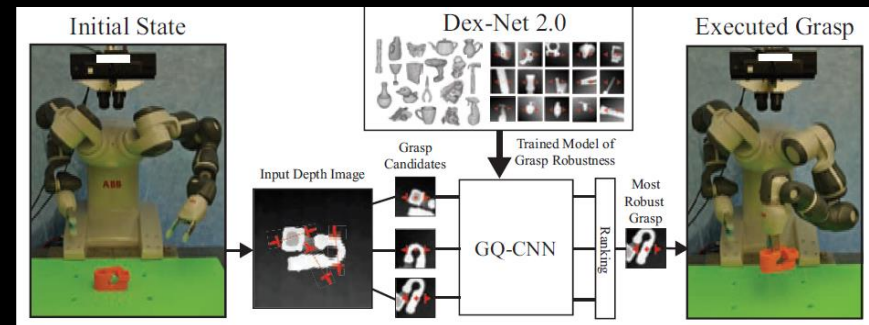 Initial State
Dex-Net 2.0
Executed Grasp
Trained Model of
Grasp Robustness
Grasp
Candidates
Input Depth Image
Most
Robust
Grasp
ABB
GQ-CNN
Ranking